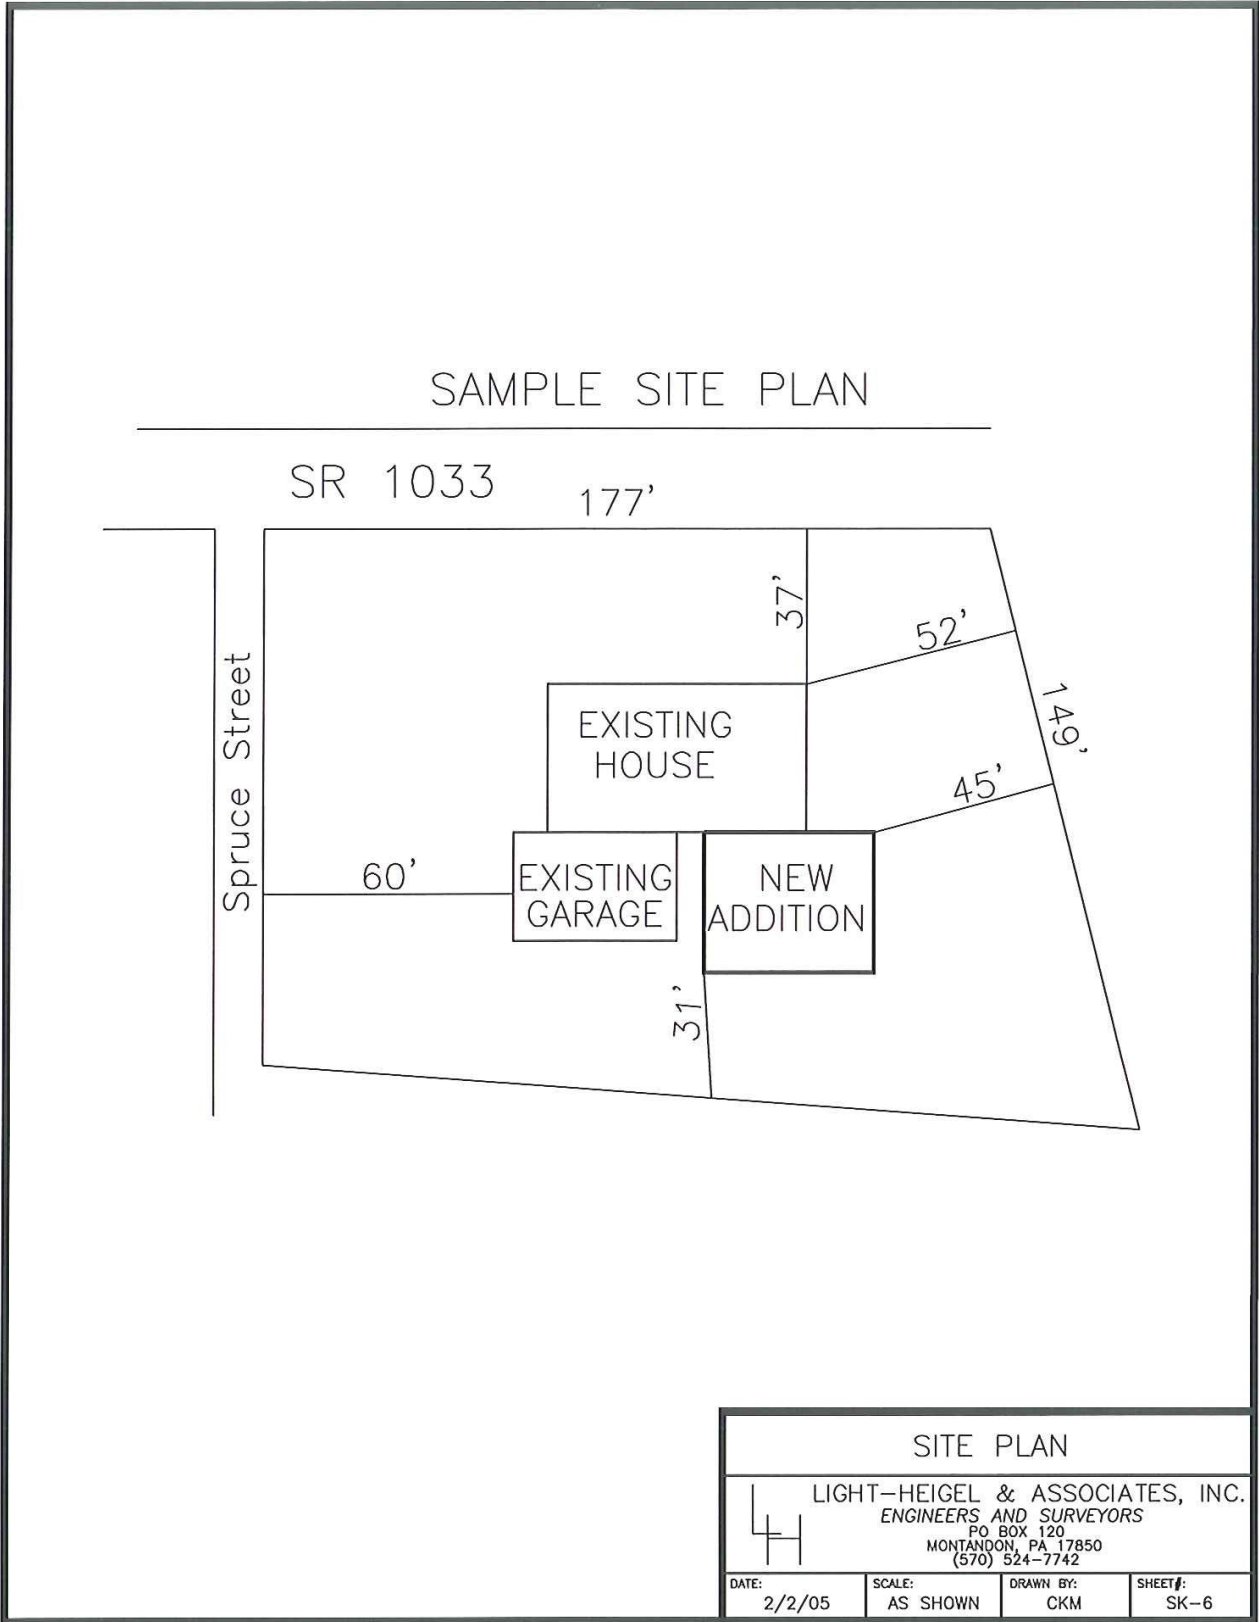 SAMPLE SITE PLAN
SR 1033
177'
37'
52'
149'
Spruce Street
EXISTING
HOUSE
45'
60'
EXISTING
GARAGE
NEW
ADDITION
31'
SITE PLAN
LH
LIGHT-HEIGEL & ASSOCIATES, INC.
ENGINEERS AND SURVEYORS
PO BOX 120
MONTANDON, PA 17850
(570) 524-7742
DATE:
2/2/05
SCALE:
AS SHOWN
DRAWN BY:
CKM
SHEET#:
SK-6